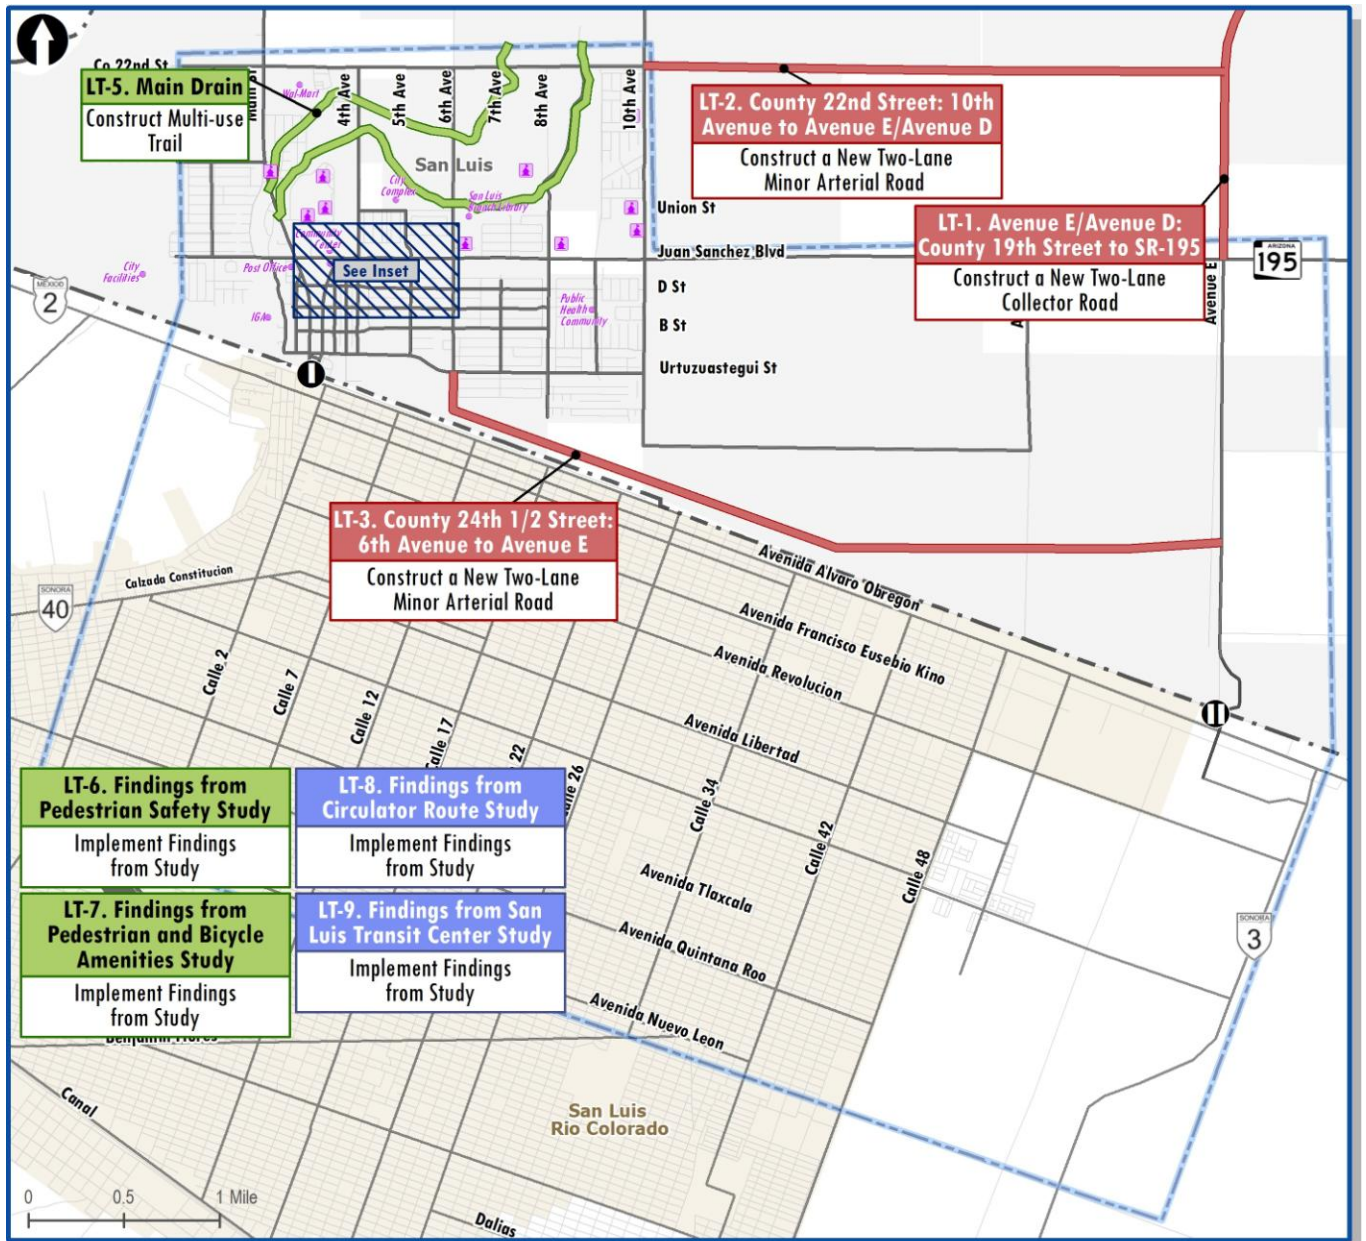 Co 22nd St
LT-5. Main Drain
Construct Multi-use
Trail
Wal-Mart
4th Ave
5th Ave
6th Ave
7th Ave
8th Ave
10th Ave
San Luis
LT-2. County 22nd Street: 10th
Avenue to Avenue E/Avenue D
Construct a New Two-Lane
Minor Arterial Road
City
Complex
San Luis
Branch Library
Union St
LT-1. Avenue E/Avenue D:
County 19th Street to SR-195
Construct a New Two-Lane
Collector Road
Avenue E
ARIZONA
195
Community
Center
Juan Sanchez Blvd
City
Facilities
Post Office
See Inset
MEXICO
2
D St
IGA
Public
Health
Community
B St
Urtuzuastegui St
I
LT-3. County 24th 1/2 Street:
6th Avenue to Avenue E
Construct a New Two-Lane
Minor Arterial Road
Avenida Alvaro Obregon
Calzada Constitucion
SONORA
40
Avenida Francisco Eusebio Kino
Avenida Revolucion
Calle 2
Calle 7
Calle 12
Calle 17
22
26
Avenida Libertad
II
Calle 34
Calle 42
Calle 48
LT-6. Findings from
Pedestrian Safety Study
Implement Findings
from Study
LT-8. Findings from
Circulator Route Study
Implement Findings
from Study
LT-7. Findings from
Pedestrian and Bicycle
Amenities Study
Implement Findings
from Study
LT-9. Findings from San
Luis Transit Center Study
Implement Findings
from Study
Avenida Tlaxcala
Avenida Quintana Roo
SONORA
3
Avenida Nuevo Leon
Canal
San Luis
Rio Colorado
0 0.5 1 Mile
Dalias